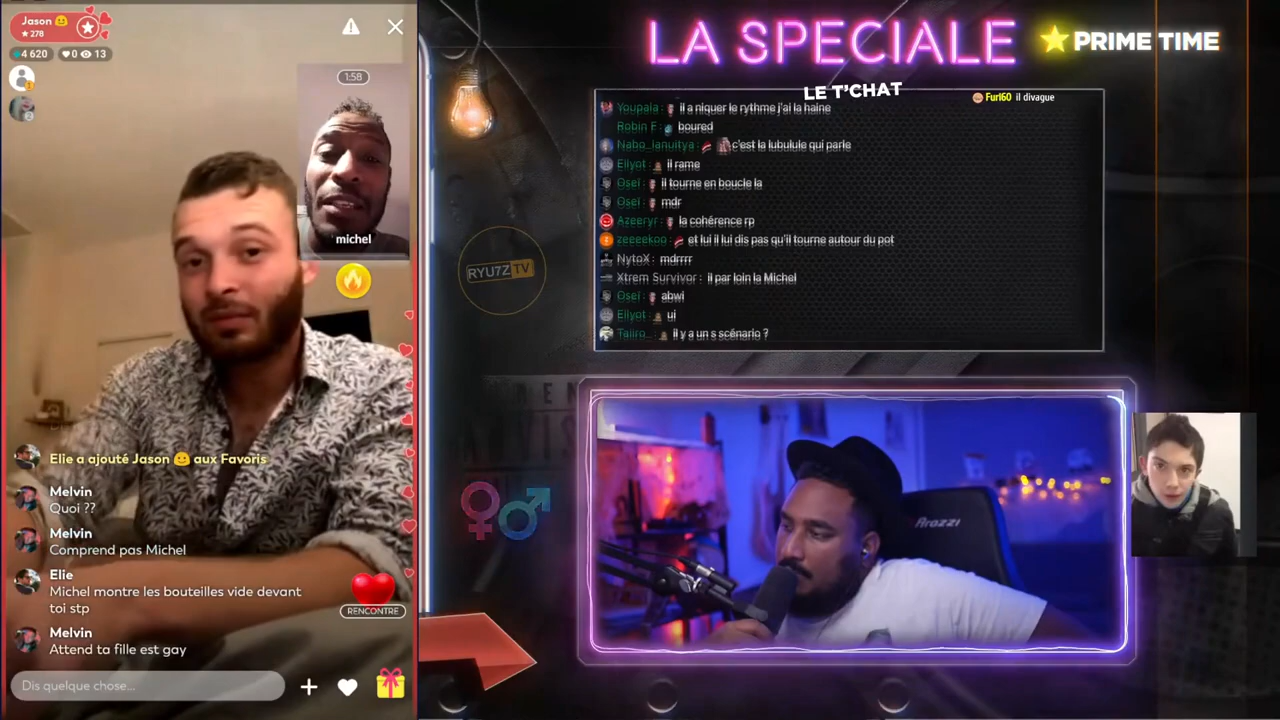 Jason
278
4 620
0
13
1:58
michel
Elie a ajouté Jason aux Favoris
Melvin
Quoi ??
Melvin
Comprend pas Michel
Elie
Michel montre les bouteilles vide devant
toi stp
Melvin
Attend ta fille est gay
RENCONTRE
Dis quelque chose...
LA SPECIALE
PRIME TIME
LE T'CHAT
Furl60 il divague
Youpala : il a niquer le rythme j'ai la haine
Robin F : boured
Nabo_lanuitya : c'est la lubulule qui parle
Ellyot : il rame
Osei : il tourne en boucle la
Osei : mdr
Azeeryr : la cohérence rp
zeeeekoo : et lui il lui dis pas qu'il tourne autour du pot
NytoX : mdrrrr
Xtrem Survivor : il par loin la Michel
Osei : abwi
Ellyot : ui
Taiiro_ : il y a un s scénario ?
RYU7Z TV
Arozzi